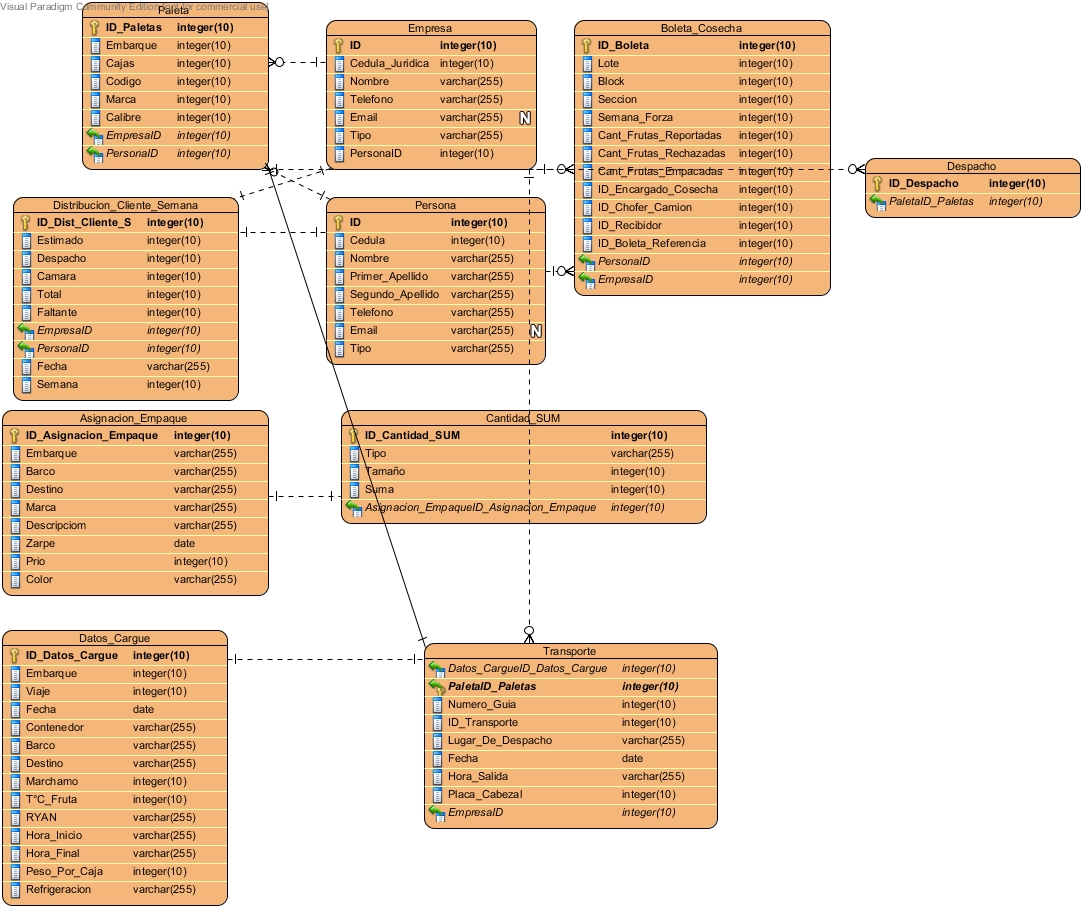 Visual Paradigm Community Edition [not for commercial use]
Paleta
ID_Paletas integer(10)
Embarque integer(10)
Cajas integer(10)
Codigo integer(10)
Marca integer(10)
Calibre integer(10)
EmpresaID integer(10)
PersonaID integer(10)
Empresa
ID integer(10)
Cedula_Juridica integer(10)
Nombre varchar(255)
Telefono varchar(255)
Email varchar(255) N
Tipo varchar(255)
PersonaID integer(10)
Boleta_Cosecha
ID_Boleta integer(10)
Lote integer(10)
Block integer(10)
Seccion integer(10)
Semana_Forza integer(10)
Cant_Frutas_Reportadas integer(10)
Cant_Frutas_Rechazadas integer(10)
Cant_Frutas_Empacadas integer(10)
ID_Encargado_Cosecha integer(10)
ID_Chofer_Camion integer(10)
ID_Recibidor integer(10)
ID_Boleta_Referencia integer(10)
PersonaID integer(10)
EmpresaID integer(10)
Despacho
ID_Despacho integer(10)
PaletaID_Paletas integer(10)
Distribucion_Cliente_Semana
ID_Dist_Cliente_S integer(10)
Estimado integer(10)
Despacho integer(10)
Camara integer(10)
Total integer(10)
Faltante integer(10)
EmpresaID integer(10)
PersonaID integer(10)
Fecha varchar(255)
Semana integer(10)
Persona
ID integer(10)
Cedula integer(10)
Nombre varchar(255)
Primer_Apellido varchar(255)
Segundo_Apellido varchar(255)
Telefono varchar(255)
Email varchar(255) N
Tipo varchar(255)
Asignacion_Empaque
ID_Asignacion_Empaque integer(10)
Embarque varchar(255)
Barco varchar(255)
Destino varchar(255)
Marca varchar(255)
Descripciom varchar(255)
Zarpe date
Prio integer(10)
Color varchar(255)
Cantidad_SUM
ID_Cantidad_SUM integer(10)
Tipo varchar(255)
Tamaño integer(10)
Suma integer(10)
Asignacion_EmpaqueID_Asignacion_Empaque integer(10)
Datos_Cargue
ID_Datos_Cargue integer(10)
Embarque integer(10)
Viaje integer(10)
Fecha date
Contenedor varchar(255)
Barco varchar(255)
Destino varchar(255)
Marchamo integer(10)
T°C_Fruta integer(10)
RYAN varchar(255)
Hora_Inicio varchar(255)
Hora_Final varchar(255)
Peso_Por_Caja integer(10)
Refrigeracion varchar(255)
Transporte
Datos_CargueID_Datos_Cargue integer(10)
PaletaID_Paletas integer(10)
Numero_Guia integer(10)
ID_Transporte integer(10)
Lugar_De_Despacho varchar(255)
Fecha date
Hora_Salida varchar(255)
Placa_Cabezal integer(10)
EmpresaID integer(10)